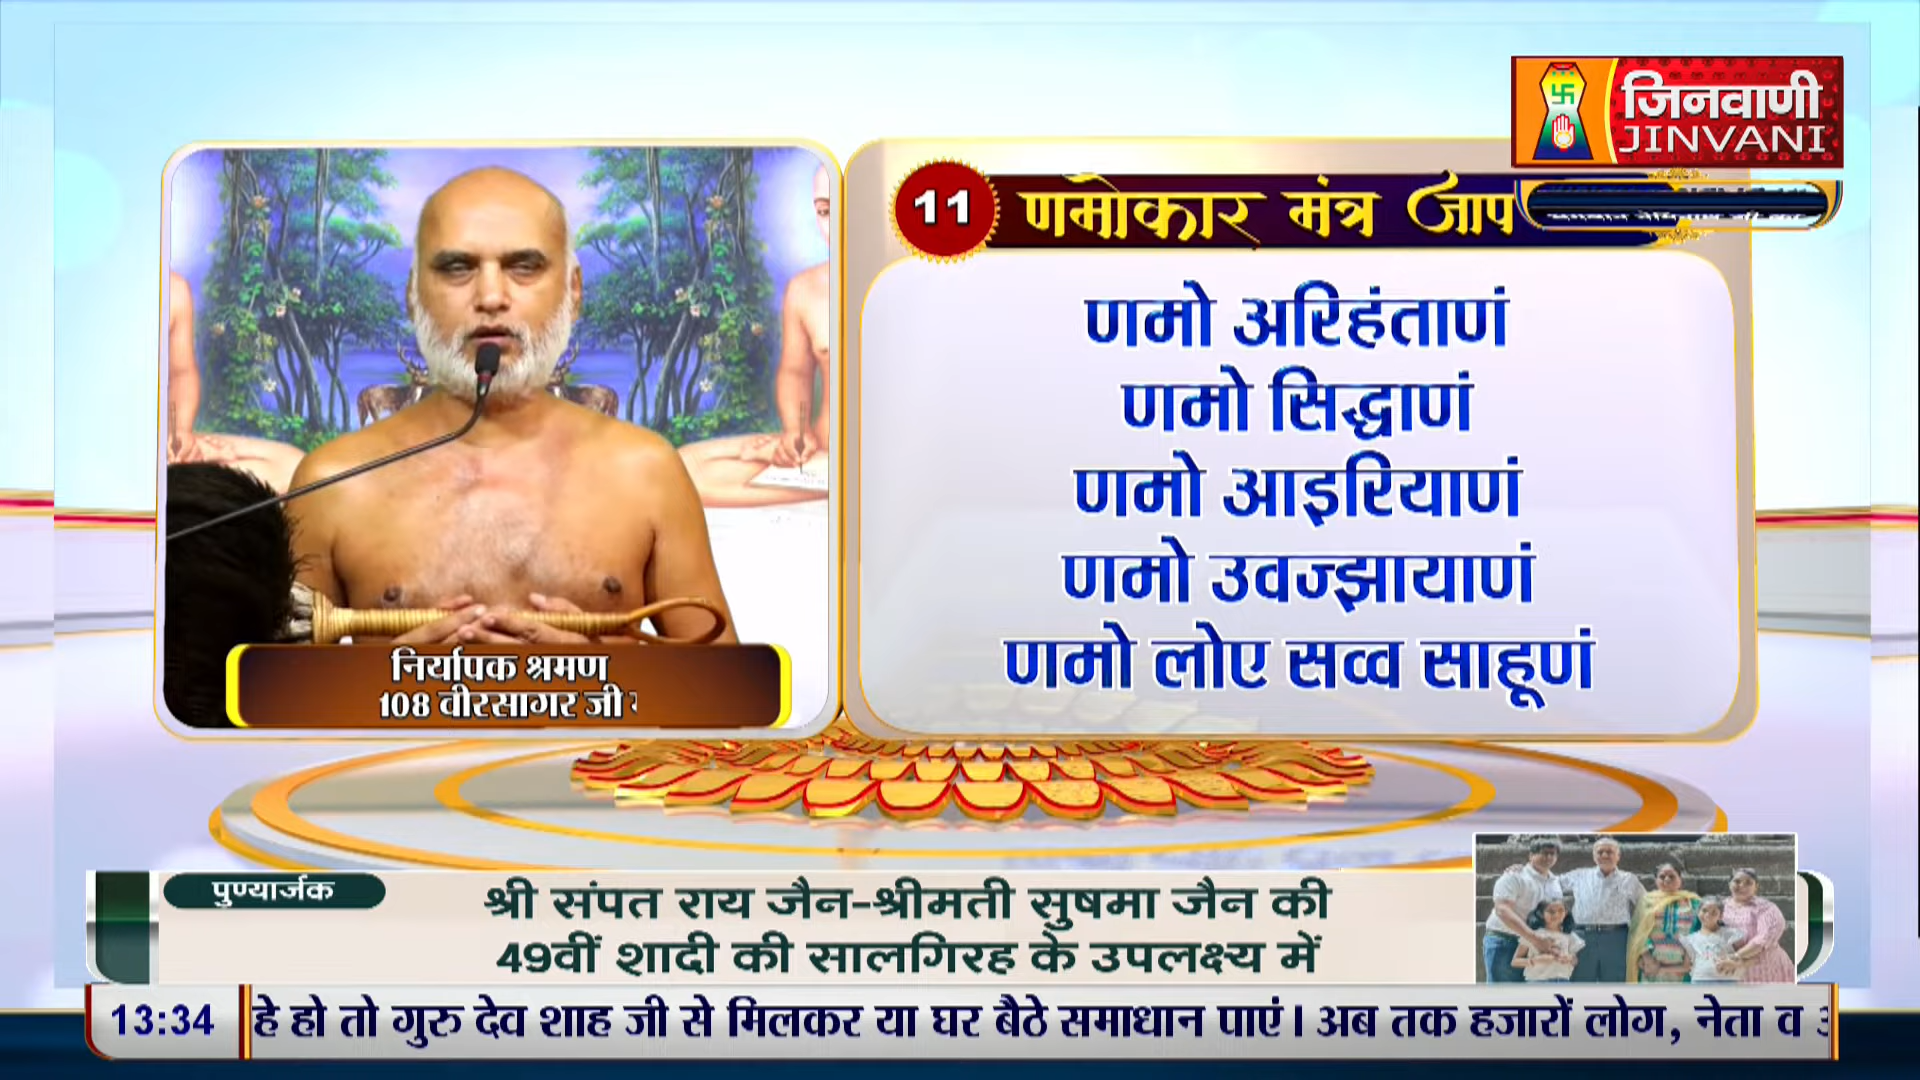 जिनवाणी
JINVANI
11 णमोकार मंत्र जाप
णमो अरिहंताणं
णमो सिद्धाणं
णमो आइरियाणं
णमो उवज्झायाणं
णमो लोए सव्व साहूणं
निर्यापक श्रमण
108 वीरसागर जी
पुण्यार्जक
श्री संपत राय जैन-श्रीमती सुषमा जैन की
49वीं शादी की सालगिरह के उपलक्ष्य में
13:34 हे हो तो गुरु देव शाह जी से मिलकर या घर बैठे समाधान पाएं। अब तक हजारों लोग, नेता व